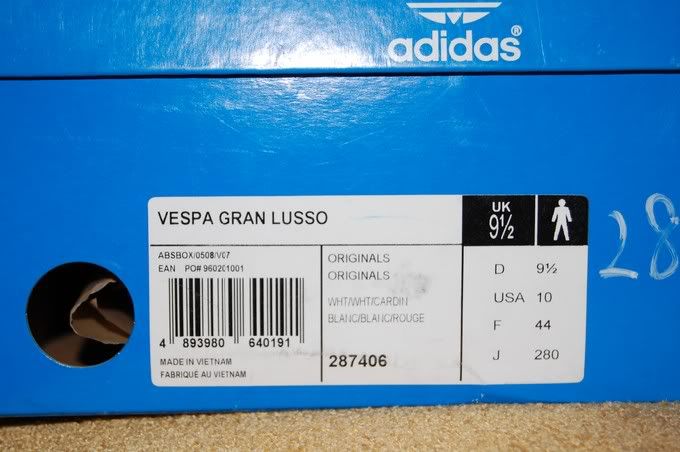 adidas®
VESPA GRAN LUSSO
UK
9½
ABSBOX/0508/V07
EAN PO# 960201001
4 893980 640191
MADE IN VIETNAM
FABRIQUÉ AU VIETNAM
ORIGINALS
ORIGINALS
WHT/WHT/CARDIN
BLANC/BLANC/ROUGE
287406
D 9½
USA 10
F 44
J 280
28